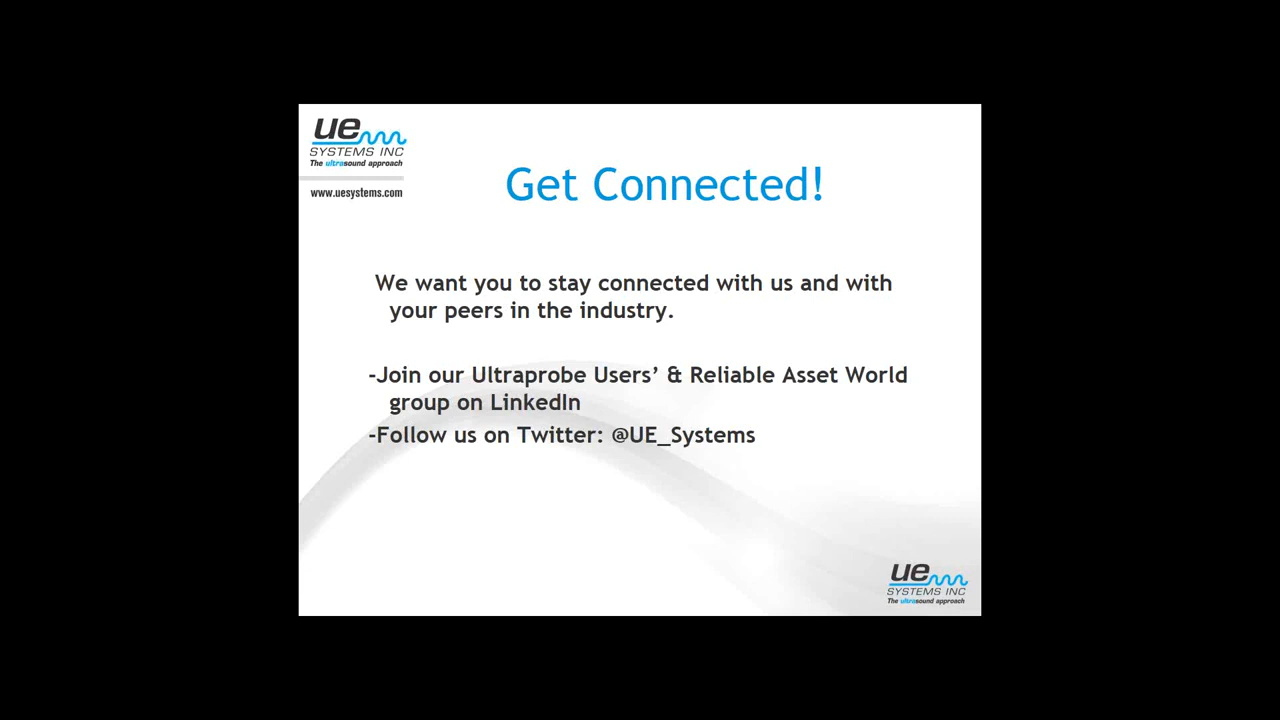 ue
SYSTEMS INC
The ultrasound approach
www.uesystems.com
Get Connected!
We want you to stay connected with us and with
your peers in the industry.
-Join our Ultraprobe Users’ & Reliable Asset World
group on LinkedIn
-Follow us on Twitter: @UE_Systems
ue
SYSTEMS INC
The ultrasound approach